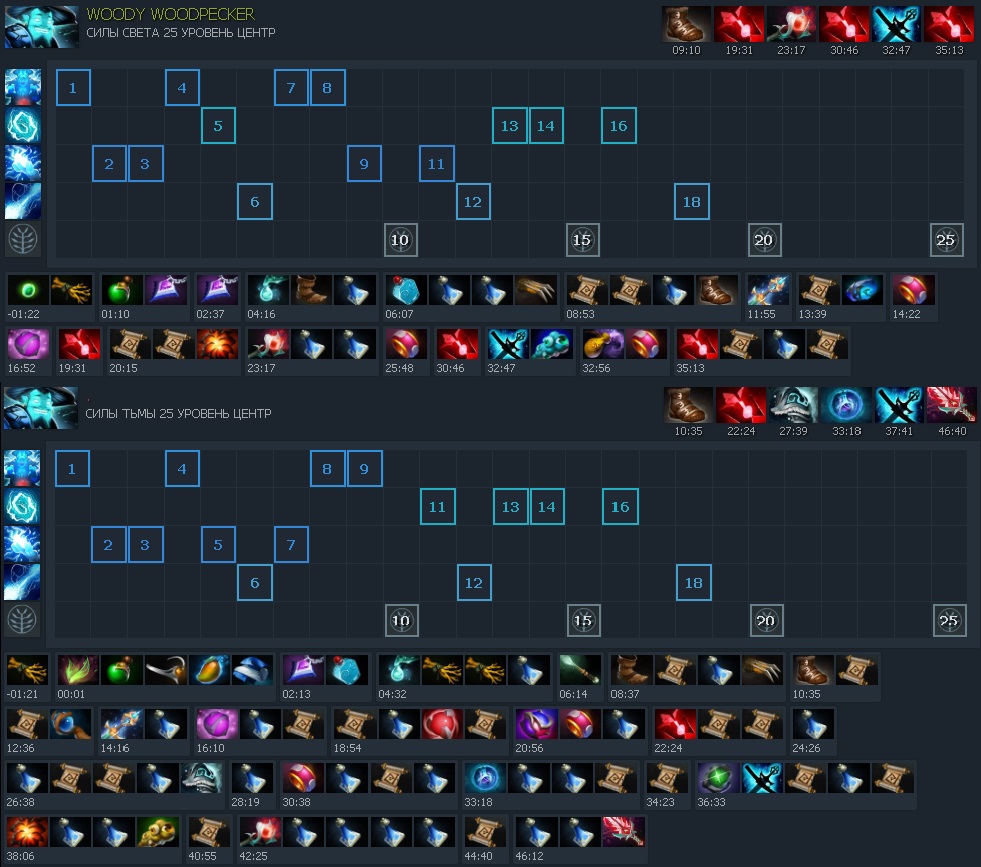 WOODY WOODPECKER
СИЛЫ СВЕТА 25 УРОВЕНЬ ЦЕНТР
09:10 19:31 23:17 30:46 32:47 35:13
1 4 7 8
5 13 14 16
2 3 9 11
6 12 18
10 15 20 25
-01:22 01:10 02:37 04:16 06:07 08:53 11:55 13:39 14:22
16:52 19:31 20:15 23:17 25:48 30:46 32:47 32:56 35:13
.
СИЛЫ ТЬМЫ 25 УРОВЕНЬ ЦЕНТР
10:35 22:24 27:39 33:18 37:41 46:40
1 4 8 9
11 13 14 16
2 3 5 7
6 12 18
10 15 20 25
-01:21 00:01 02:13 04:32 06:14 08:37 10:35
12:36 14:16 16:10 18:54 20:56 22:24 24:26
26:38 28:19 30:38 33:18 34:23 36:33
38:06 40:55 42:25 44:40 46:12